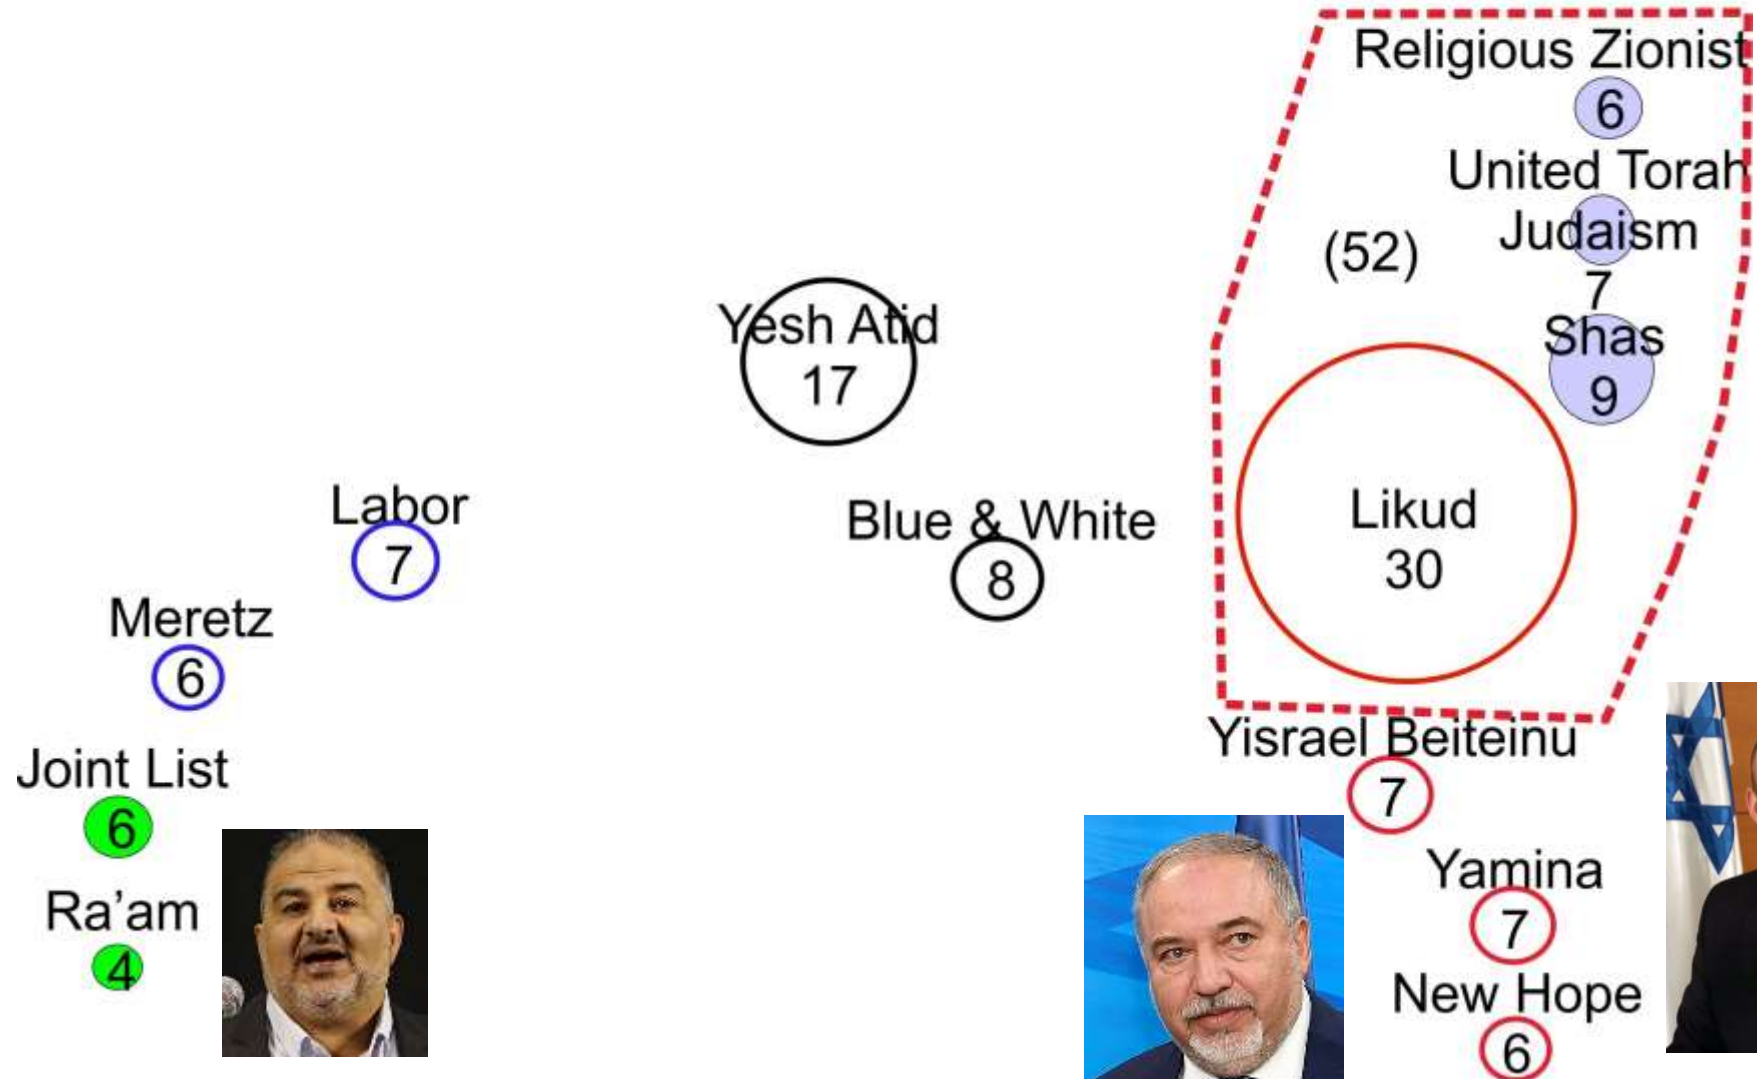 Religious Zionist
6
United Torah
Judaism
7
(52)
Shas
9
Yesh Atid
17
Likud
30
Labor
7
Blue & White
8
Meretz
6
Yisrael Beiteinu
7
Joint List
6
Yamina
7
Ra’am
4
New Hope
6